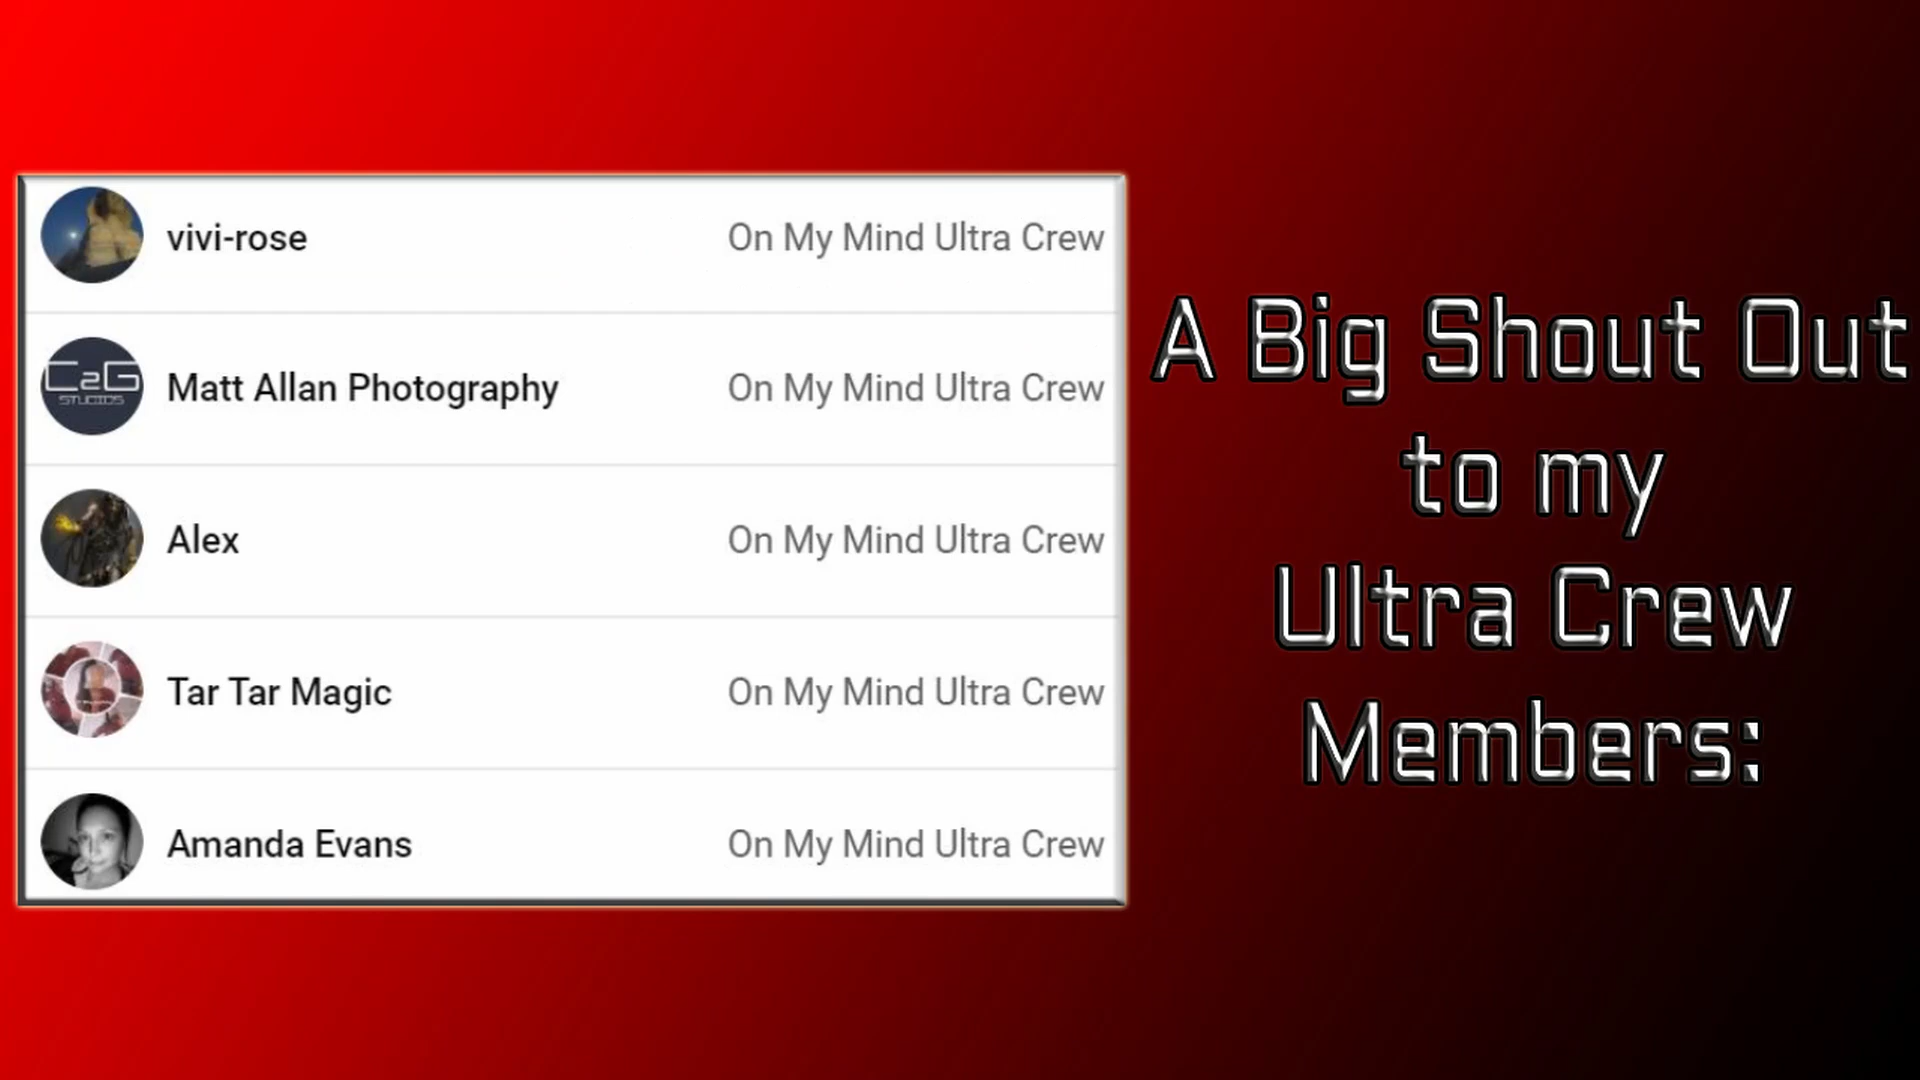 vivi-rose On My Mind Ultra Crew
C2G
STUDIOS
Matt Allan Photography On My Mind Ultra Crew
Alex On My Mind Ultra Crew
Tar Tar Magic On My Mind Ultra Crew
Amanda Evans On My Mind Ultra Crew
A Big Shout Out
to my
Ultra Crew
Members: